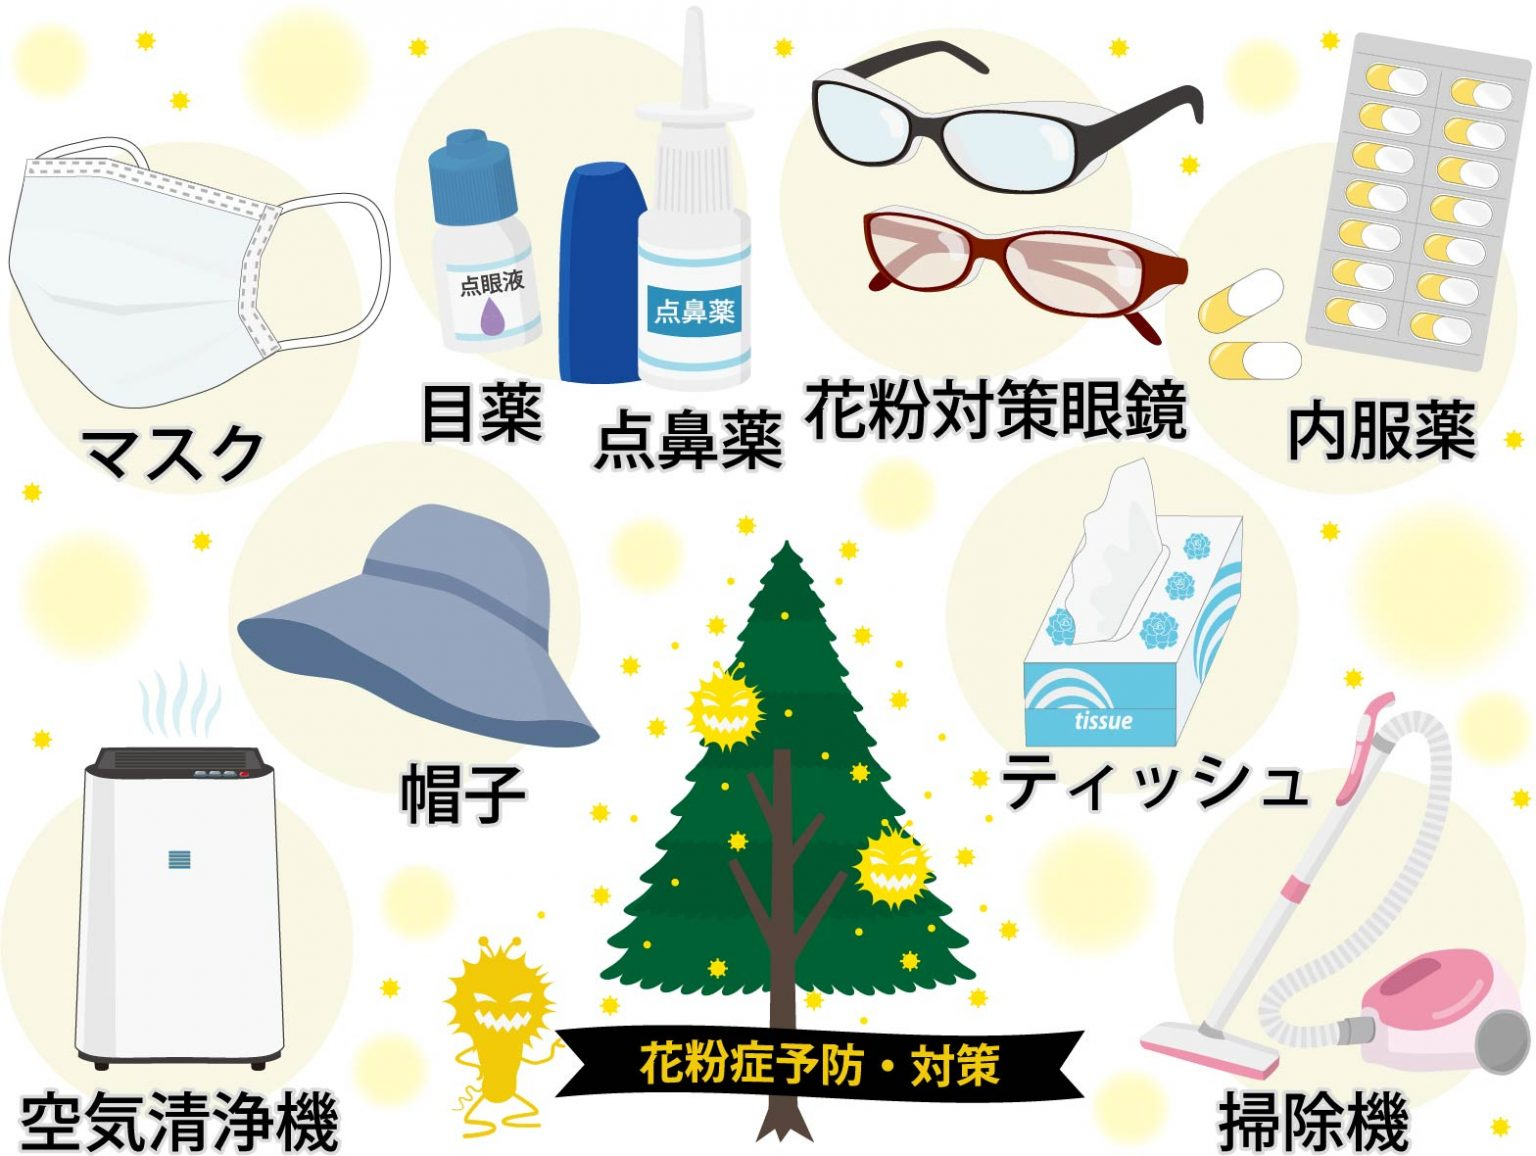 点眼液
点鼻薬
マスク
目薬
点鼻薬
花粉対策眼鏡
内服薬
帽子
tissue
ティッシュ
空気清浄機
花粉症予防・対策
掃除機